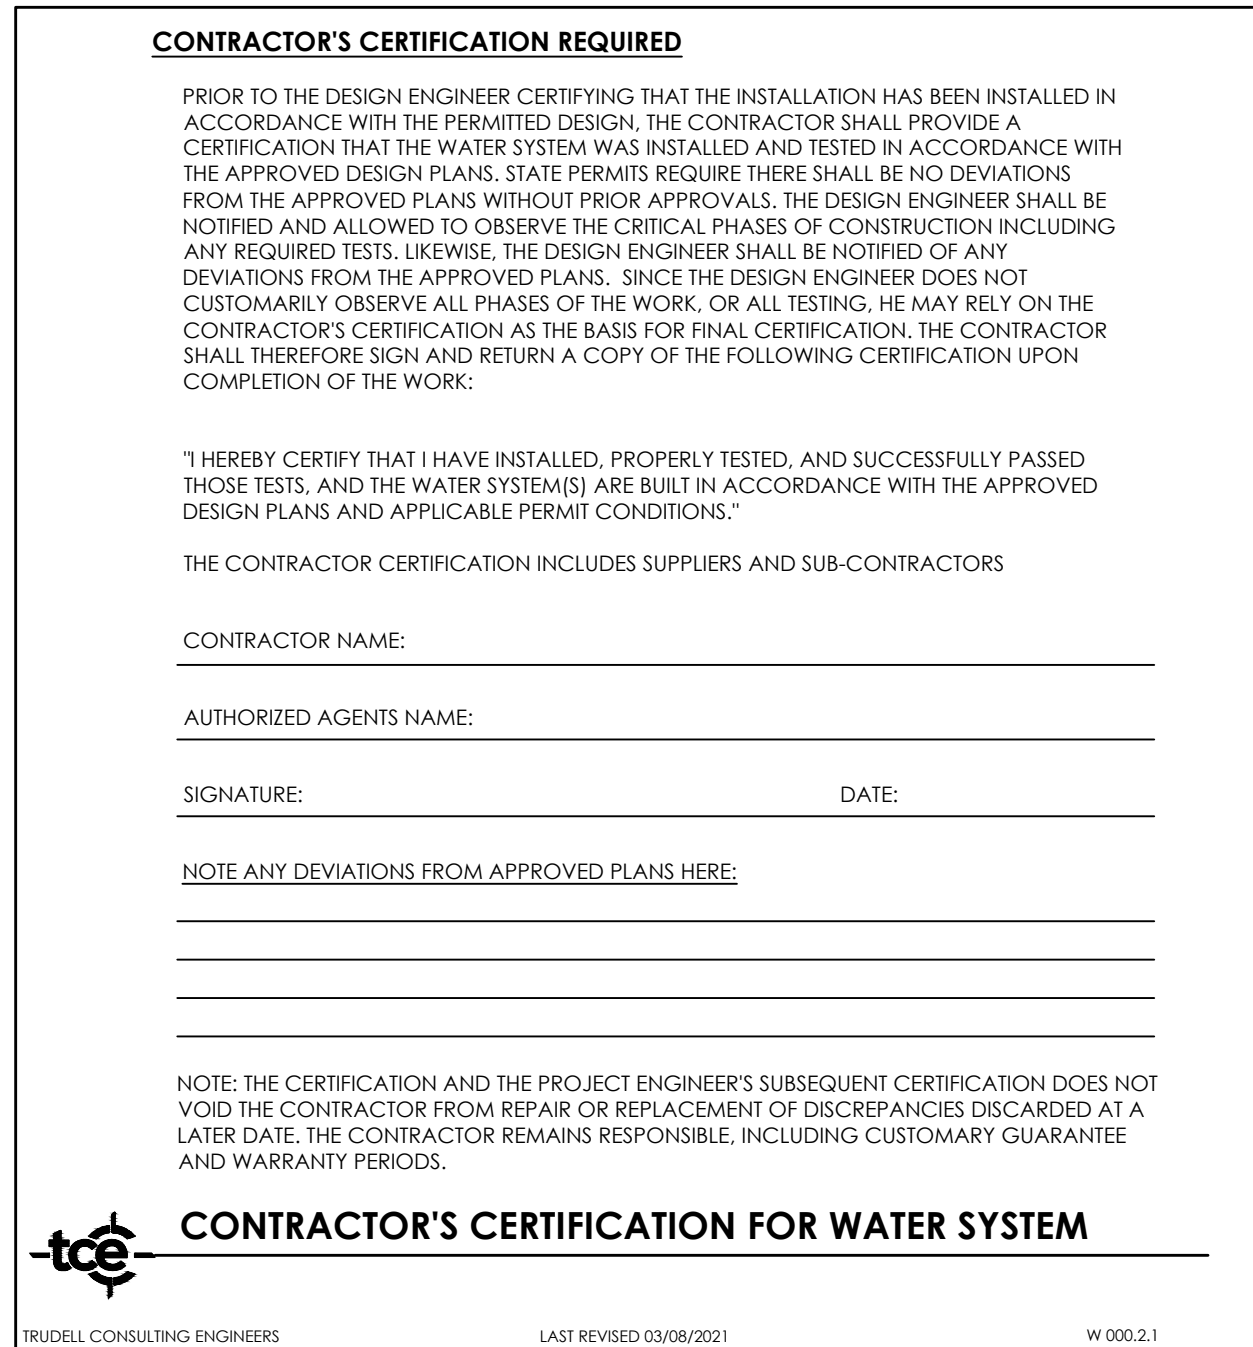 CONTRACTOR'S CERTIFICATION REQUIRED
PRIOR TO THE DESIGN ENGINEER CERTIFYING THAT THE INSTALLATION HAS BEEN INSTALLED IN
ACCORDANCE WITH THE PERMITTED DESIGN, THE CONTRACTOR SHALL PROVIDE A
CERTIFICATION THAT THE WATER SYSTEM WAS INSTALLED AND TESTED IN ACCORDANCE WITH
THE APPROVED DESIGN PLANS. STATE PERMITS REQUIRE THERE SHALL BE NO DEVIATIONS
FROM THE APPROVED PLANS WITHOUT PRIOR APPROVALS. THE DESIGN ENGINEER SHALL BE
NOTIFIED AND ALLOWED TO OBSERVE THE CRITICAL PHASES OF CONSTRUCTION INCLUDING
ANY REQUIRED TESTS. LIKEWISE, THE DESIGN ENGINEER SHALL BE NOTIFIED OF ANY
DEVIATIONS FROM THE APPROVED PLANS.  SINCE THE DESIGN ENGINEER DOES NOT
CUSTOMARILY OBSERVE ALL PHASES OF THE WORK, OR ALL TESTING, HE MAY RELY ON THE
CONTRACTOR'S CERTIFICATION AS THE BASIS FOR FINAL CERTIFICATION. THE CONTRACTOR
SHALL THEREFORE SIGN AND RETURN A COPY OF THE FOLLOWING CERTIFICATION UPON
COMPLETION OF THE WORK:
"I HEREBY CERTIFY THAT I HAVE INSTALLED, PROPERLY TESTED, AND SUCCESSFULLY PASSED
THOSE TESTS, AND THE WATER SYSTEM(S) ARE BUILT IN ACCORDANCE WITH THE APPROVED
DESIGN PLANS AND APPLICABLE PERMIT CONDITIONS."
THE CONTRACTOR CERTIFICATION INCLUDES SUPPLIERS AND SUB-CONTRACTORS
CONTRACTOR NAME:
AUTHORIZED AGENTS NAME:
SIGNATURE: DATE:
NOTE ANY DEVIATIONS FROM APPROVED PLANS HERE:
NOTE: THE CERTIFICATION AND THE PROJECT ENGINEER'S SUBSEQUENT CERTIFICATION DOES NOT
VOID THE CONTRACTOR FROM REPAIR OR REPLACEMENT OF DISCREPANCIES DISCARDED AT A
LATER DATE. THE CONTRACTOR REMAINS RESPONSIBLE, INCLUDING CUSTOMARY GUARANTEE
AND WARRANTY PERIODS.
CONTRACTOR'S CERTIFICATION FOR WATER SYSTEM
tce
TRUDELL CONSULTING ENGINEERS LAST REVISED 03/08/2021 W 000.2.1